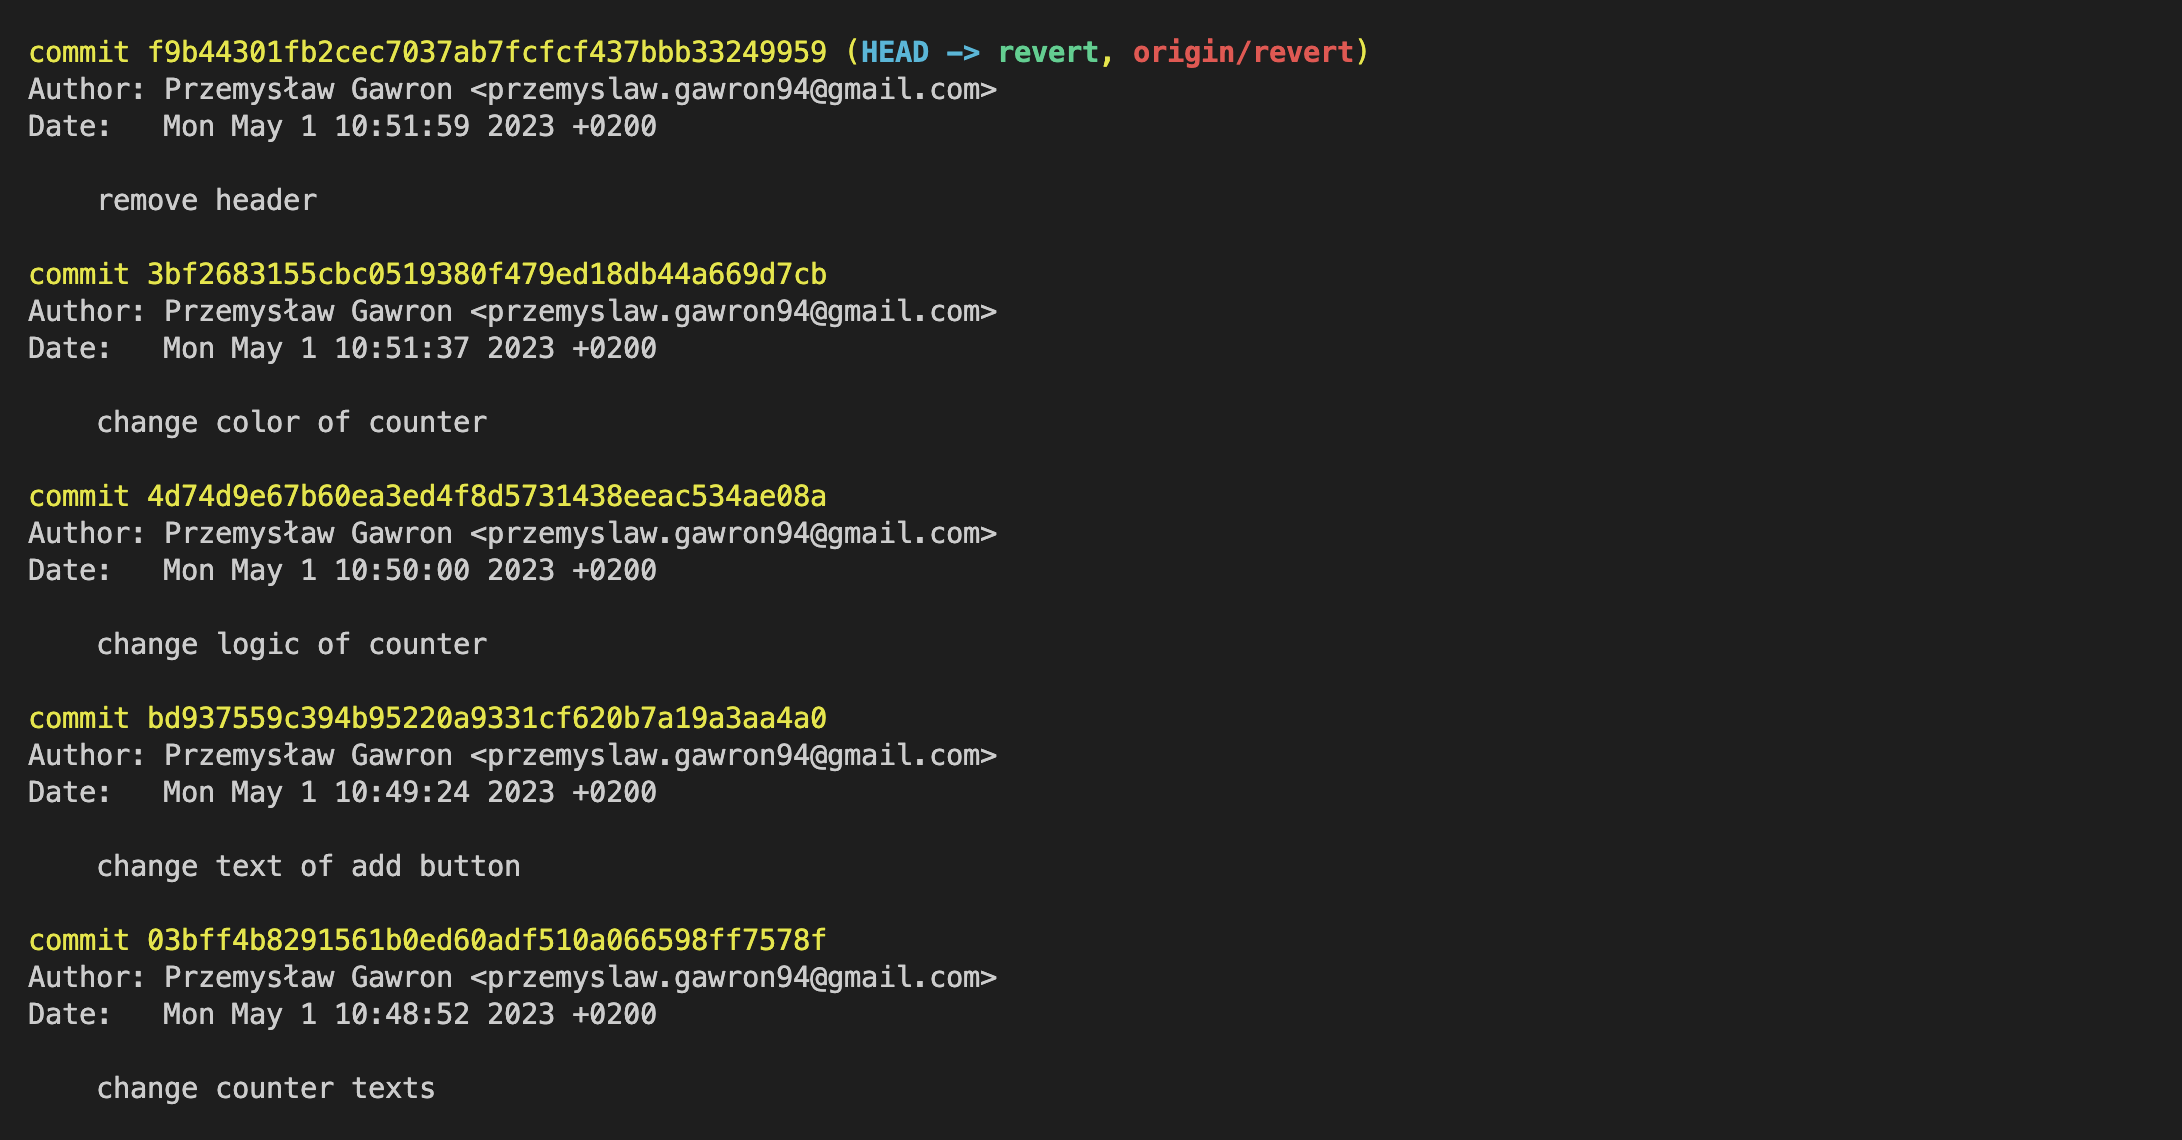 commit f9b44301fb2cec7037ab7fcfcf437bbb33249959 (HEAD -> revert, origin/revert)
Author: Przemysław Gawron <przemyslaw.gawron94@gmail.com>
Date:   Mon May 1 10:51:59 2023 +0200
remove header
commit 3bf2683155cbc0519380f479ed18db44a669d7cb
Author: Przemysław Gawron <przemyslaw.gawron94@gmail.com>
Date:   Mon May 1 10:51:37 2023 +0200
change color of counter
commit 4d74d9e67b60ea3ed4f8d5731438eeac534ae08a
Author: Przemysław Gawron <przemyslaw.gawron94@gmail.com>
Date:   Mon May 1 10:50:00 2023 +0200
change logic of counter
commit bd937559c394b95220a9331cf620b7a19a3aa4a0
Author: Przemysław Gawron <przemyslaw.gawron94@gmail.com>
Date:   Mon May 1 10:49:24 2023 +0200
change text of add button
commit 03bff4b8291561b0ed60adf510a066598ff7578f
Author: Przemysław Gawron <przemyslaw.gawron94@gmail.com>
Date:   Mon May 1 10:48:52 2023 +0200
change counter texts